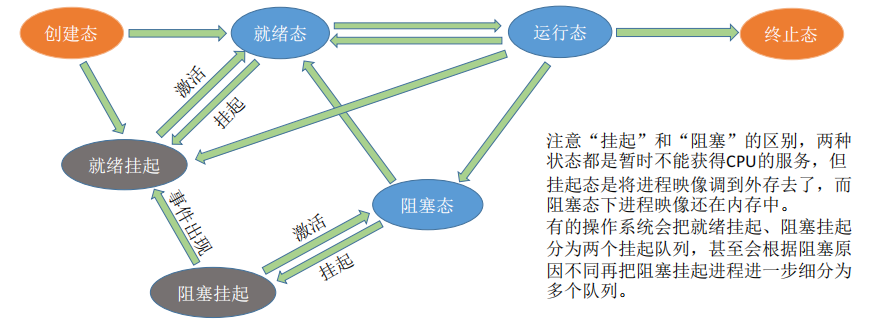 创建态
就绪态
运行态
终止态
激活
挂起
就绪挂起
事件出现
阻塞态
激活
挂起
阻塞挂起
注意“挂起”和“阻塞”的区别，两种
状态都是暂时不能获得CPU的服务，但
挂起态是将进程映像调到外存去了，而
阻塞态下进程映像还在内存中。
有的操作系统会把就绪挂起、阻塞挂起
分为两个挂起队列，甚至会根据阻塞原
因不同再把阻塞挂起进程进一步细分为
多个队列。